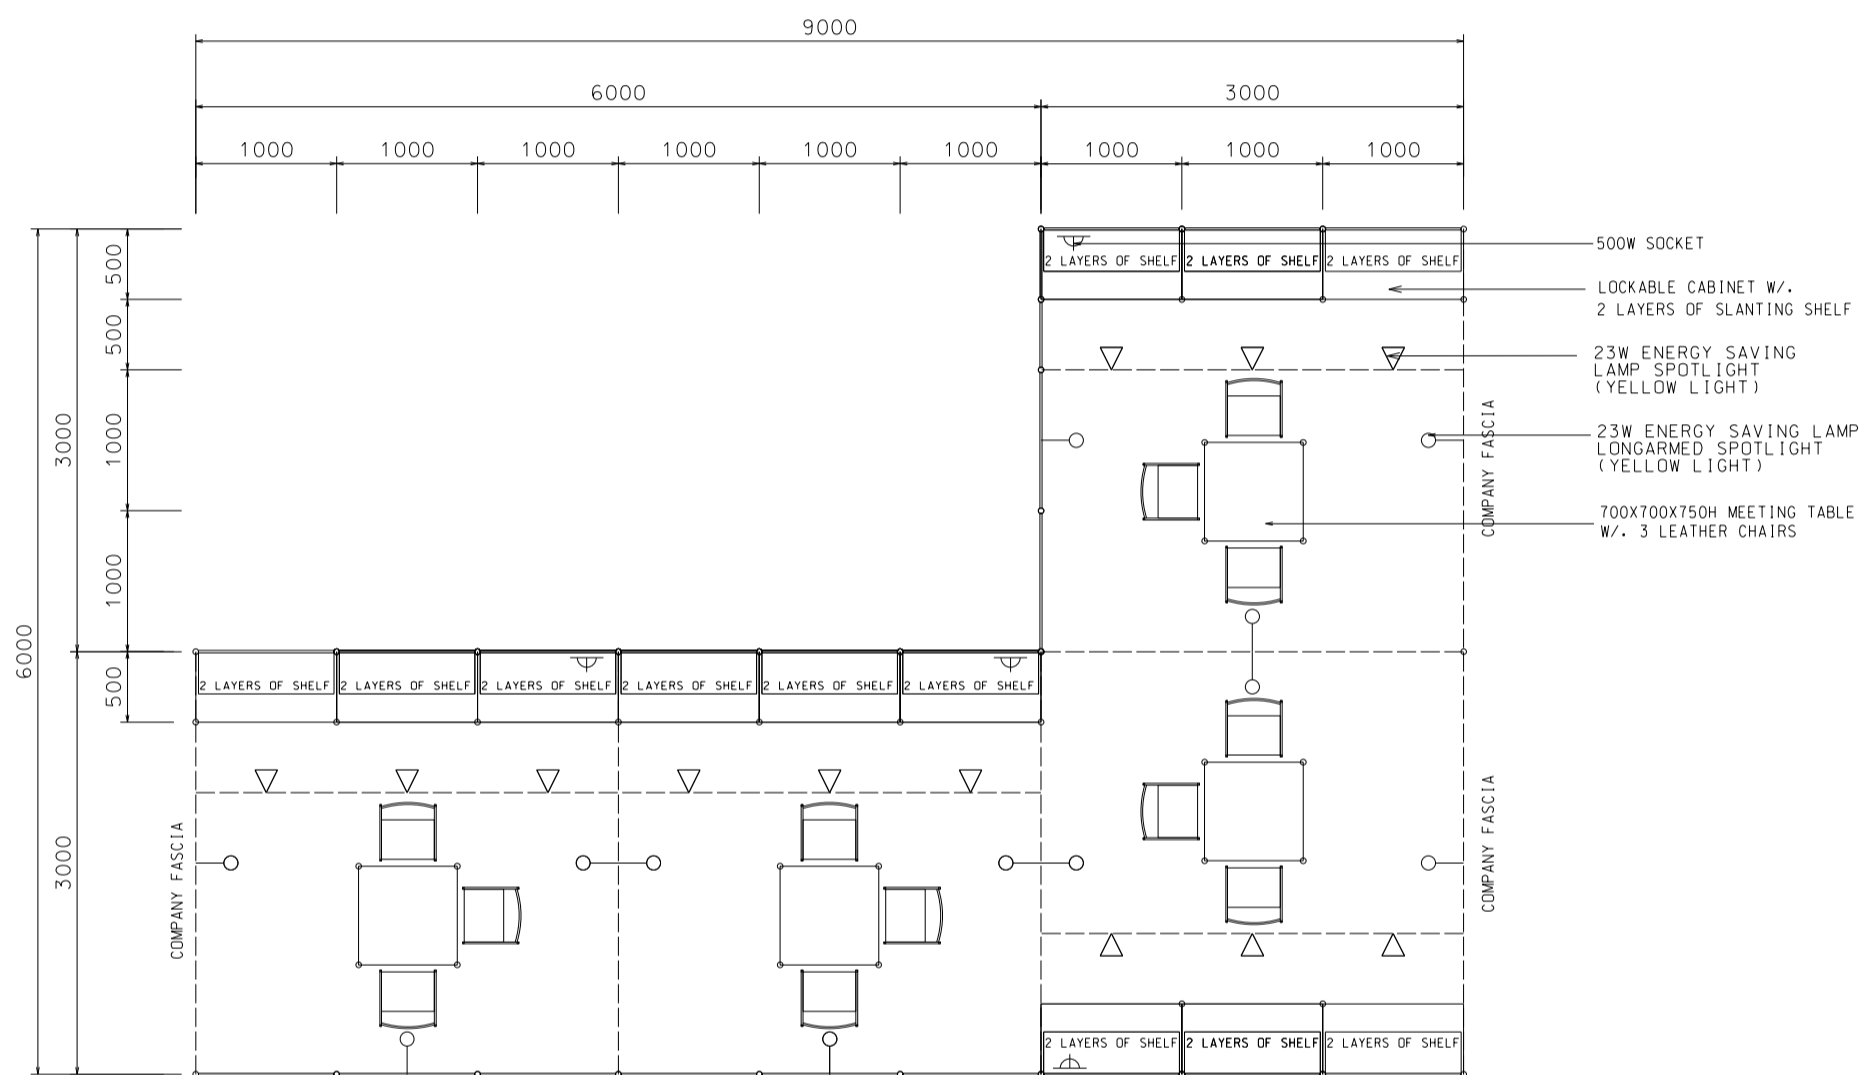 9000
6000 3000
1000 1000 1000 1000 1000 1000 1000 1000 1000
500
500
1000
1000
500
3000
6000
3000
2 LAYERS OF SHELF 2 LAYERS OF SHELF 2 LAYERS OF SHELF
500W SOCKET
LOCKABLE CABINET W/.
2 LAYERS OF SLANTING SHELF
23W ENERGY SAVING
LAMP SPOTLIGHT
(YELLOW LIGHT)
23W ENERGY SAVING LAMP
LONGARMED SPOTLIGHT
(YELLOW LIGHT)
700X700X750H MEETING TABLE
W/. 3 LEATHER CHAIRS
COMPANY FASCIA
2 LAYERS OF SHELF 2 LAYERS OF SHELF 2 LAYERS OF SHELF 2 LAYERS OF SHELF 2 LAYERS OF SHELF 2 LAYERS OF SHELF
COMPANY FASCIA
COMPANY FASCIA
2 LAYERS OF SHELF 2 LAYERS OF SHELF 2 LAYERS OF SHELF